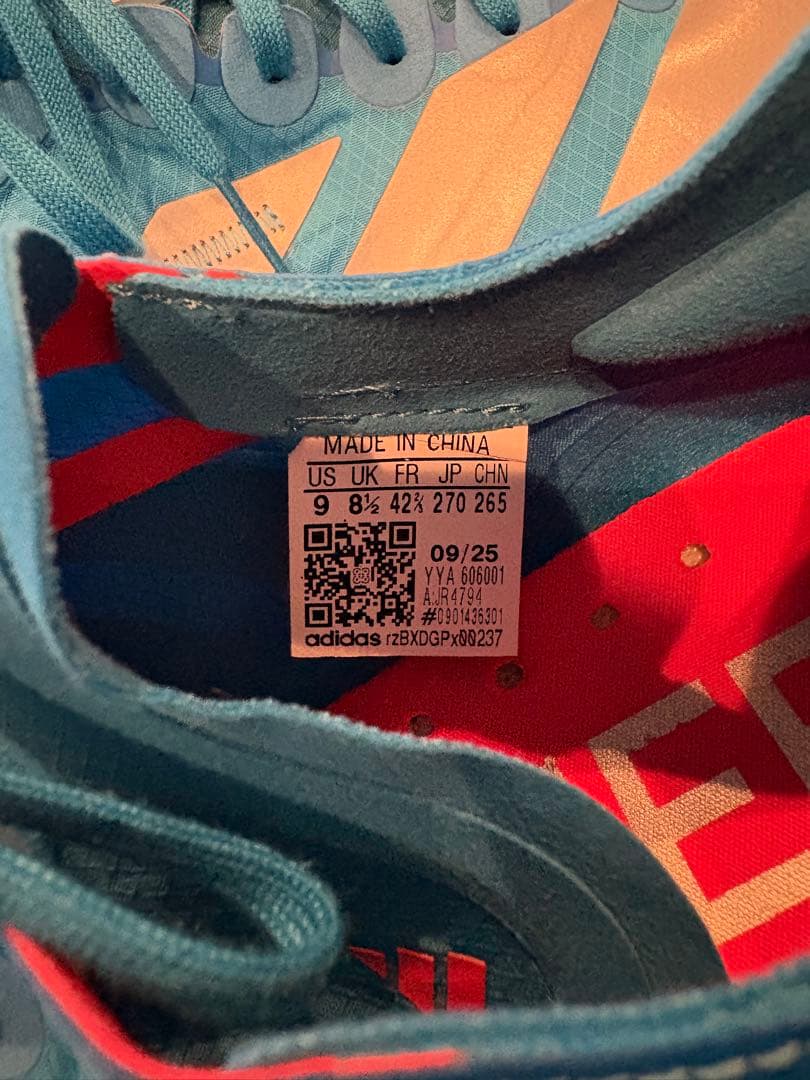 MADE IN CHINA
US UK FR JP CHN
9 8½ 42⅔ 270 265
09/25
YYA 606001
A:JR4794
#0901436301
adidas rzBXDGPx00237